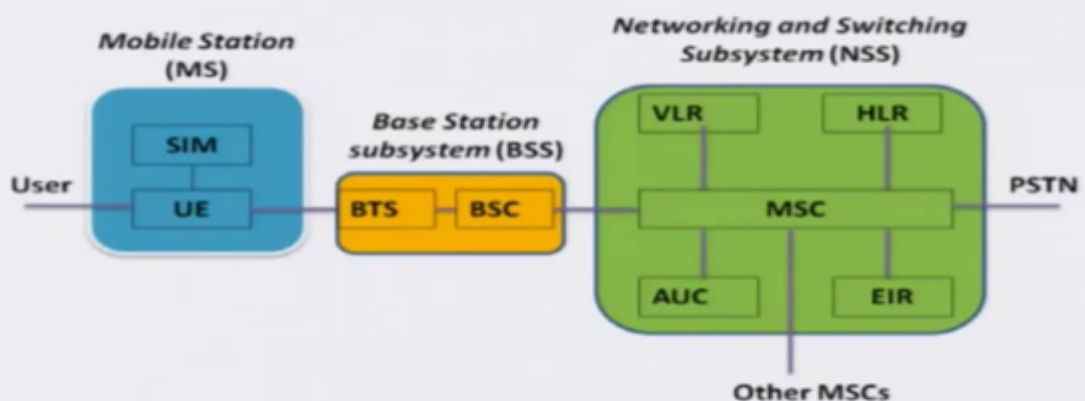 Mobile Station
(MS)
Networking and Switching
Subsystem (NSS)
Base Station
subsystem (BSS)
SIM
VLR
HLR
User
UE
BTS
BSC
MSC
PSTN
AUC
EIR
Other MSCs